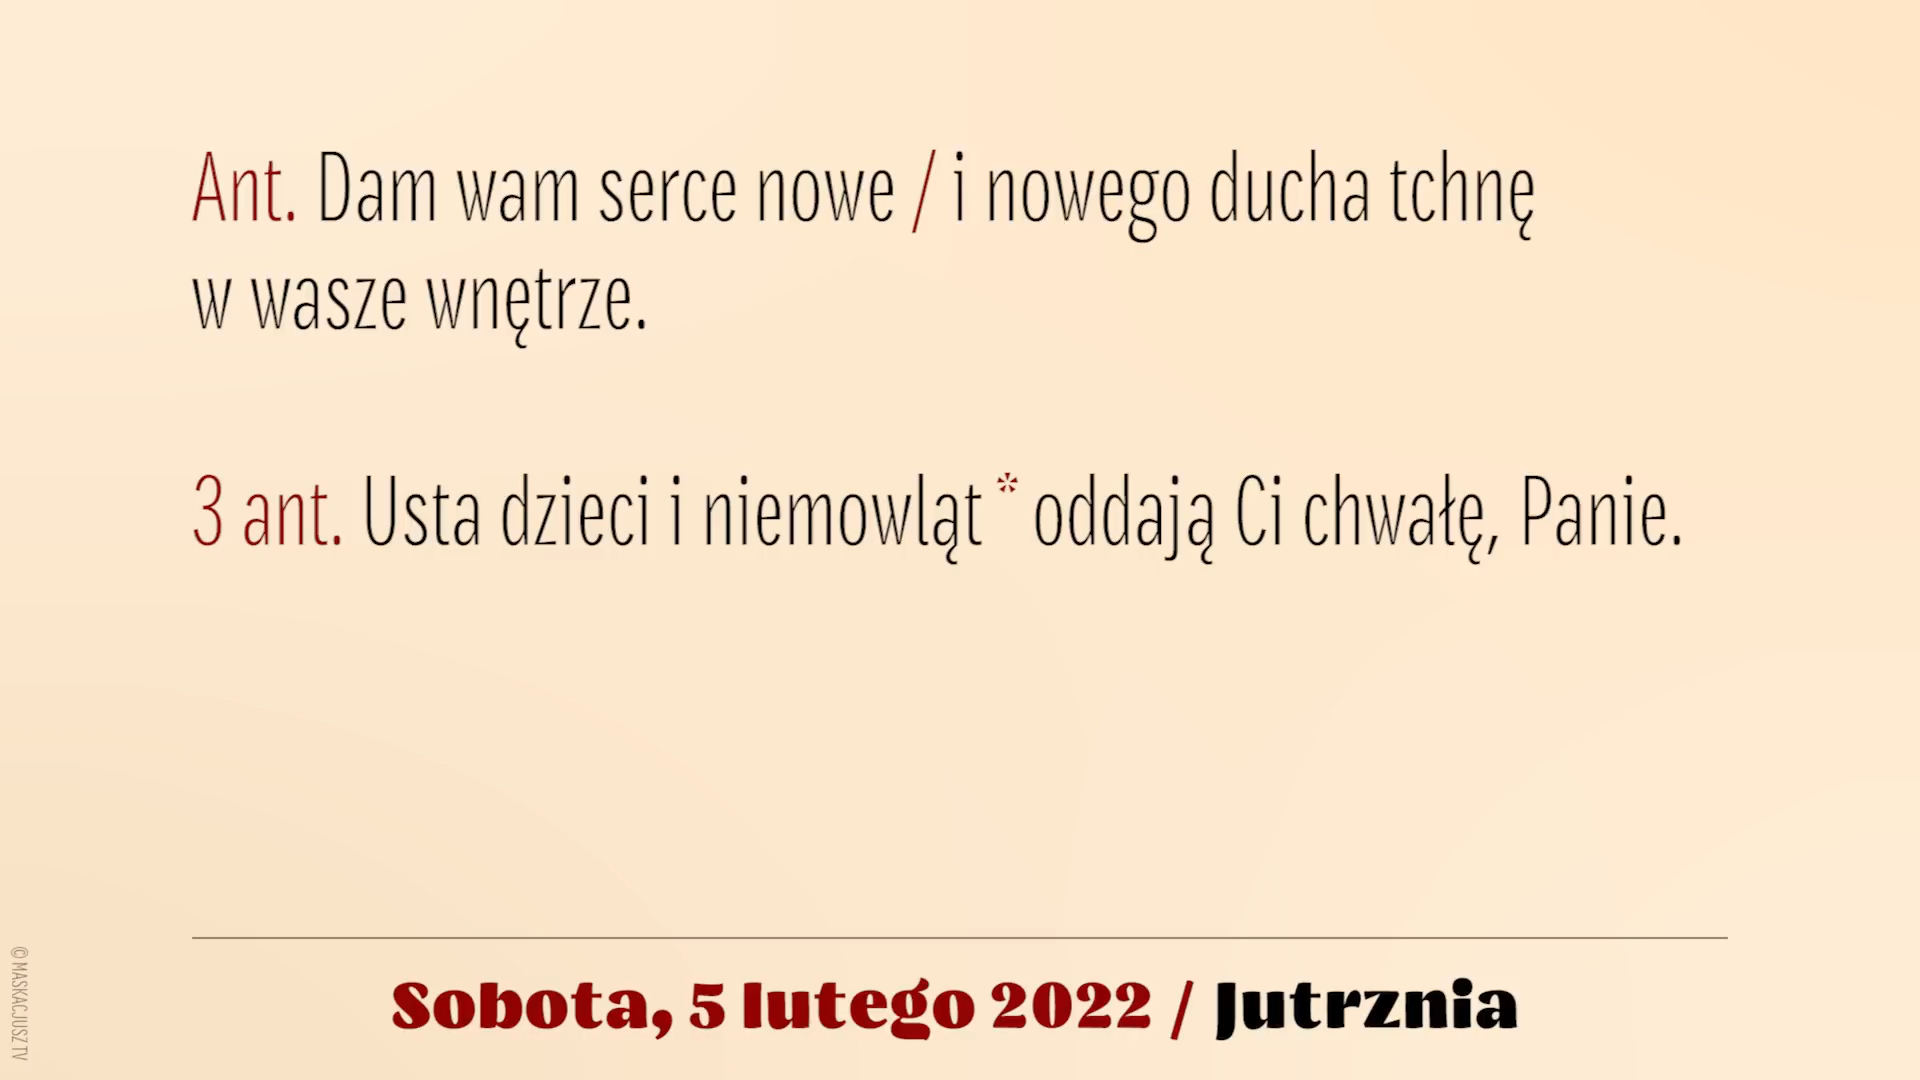 Ant. Dam wam serce nowe / i nowego ducha tchnę
w wasze wnętrze.
3 ant. Usta dzieci i niemowląt * oddają Ci chwałę, Panie.
Sobota, 5 lutego 2022 / Jutrznia
© MASKACJUSZ TV